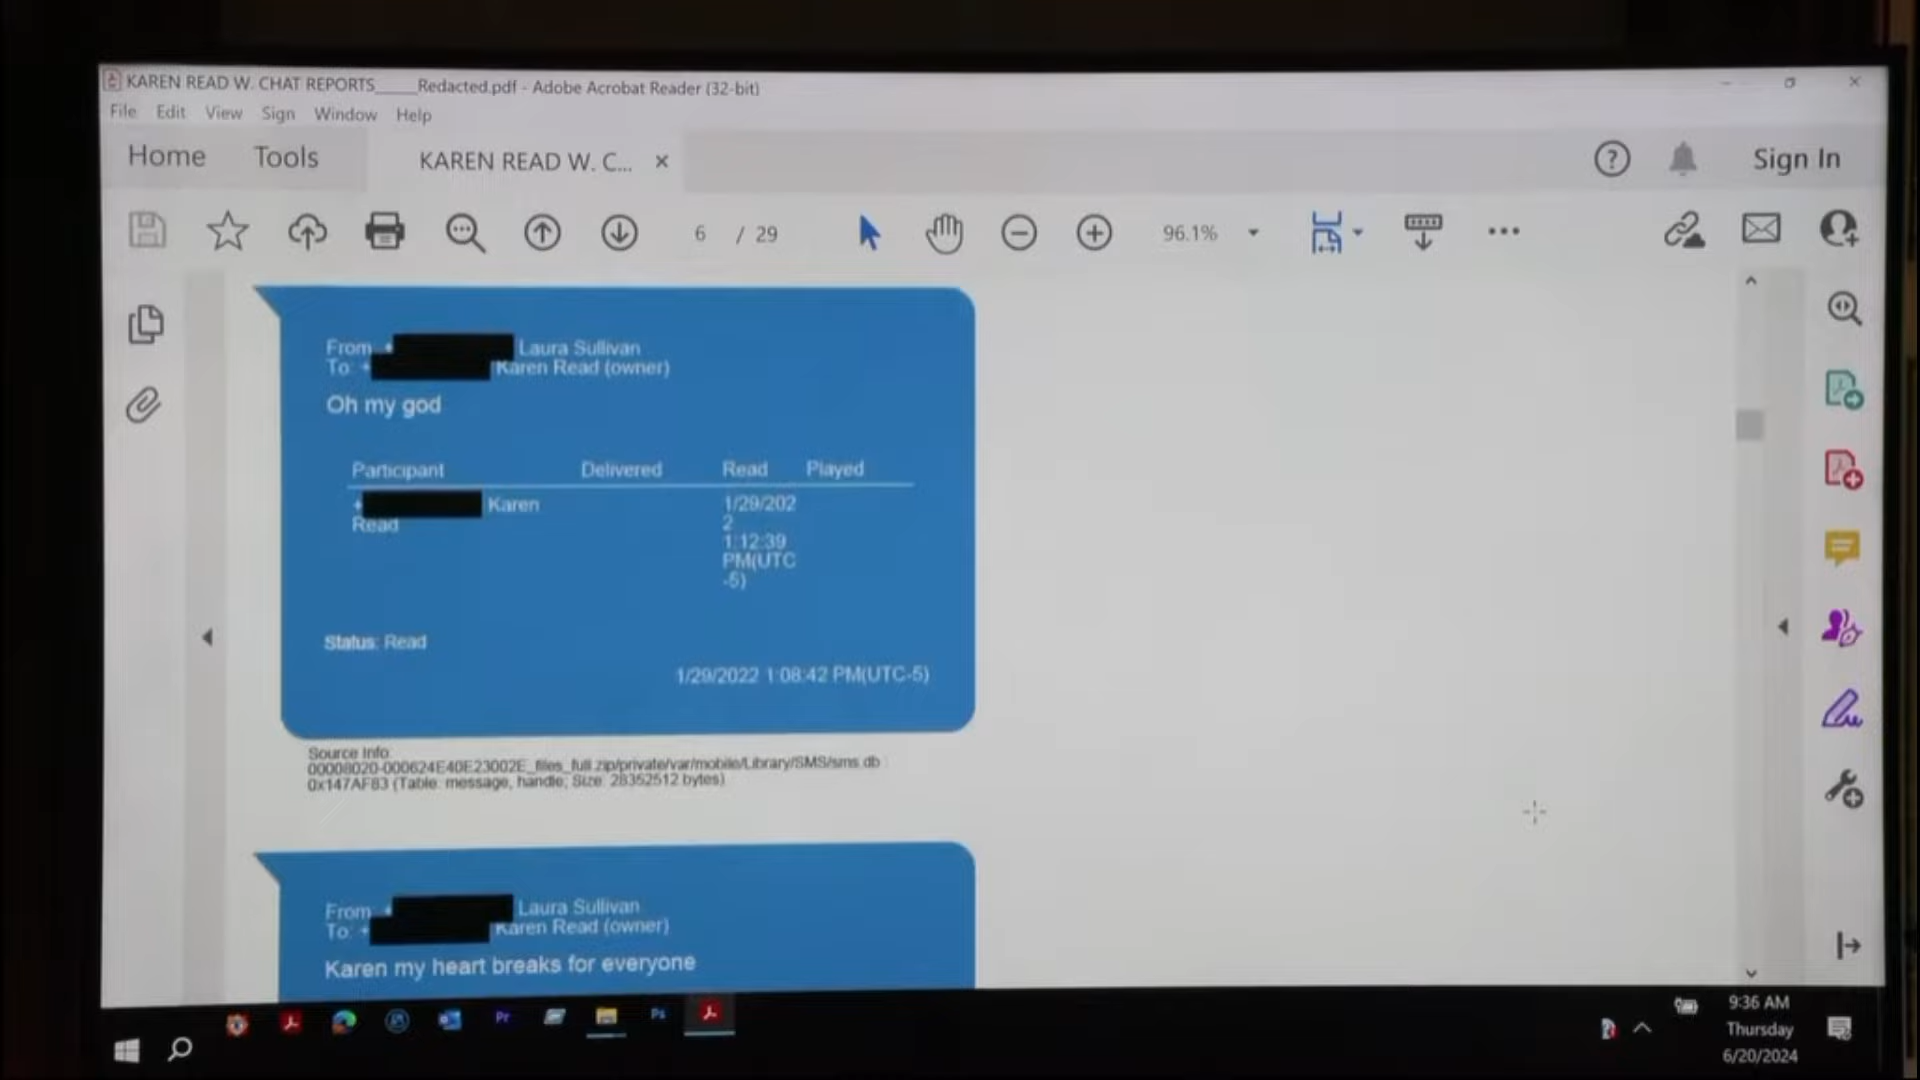 KAREN READ W. CHAT REPORTS_____Redacted.pdf - Adobe Acrobat Reader (32-bit)
File Edit View Sign Window Help
Home Tools KAREN READ W. C... ×
Sign In
6 / 29
96.1%
From + Laura Sullivan
To: + Karen Read (owner)
Oh my god
Participant Delivered Read Played
+ Karen
Read
1/29/202
2
1:12:39
PM(UTC
-5)
Status: Read
1/29/2022 1:08:42 PM(UTC-5)
Source Info
00008020-000624E40E23002E_files_full.zip/private/var/mobile/Library/SMS/sms.db
0x147AF83 (Table: message, handle; Size: 28352512 bytes)
From + Laura Sullivan
To: + Karen Read (owner)
Karen my heart breaks for everyone
Pr
Ps
9:36 AM
Thursday
6/20/2024